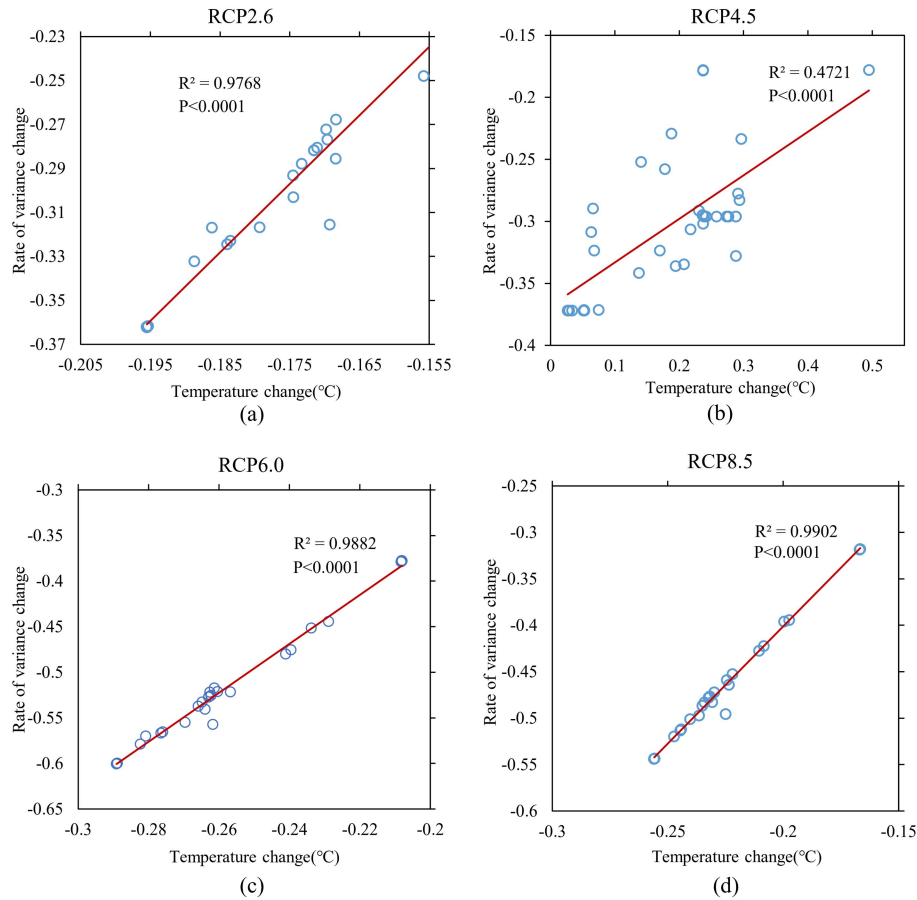 RCP2.6
-0.23
-0.25
-0.27
-0.29
-0.31
-0.33
-0.35
-0.37
Rate of variance change
R² = 0.9768
P<0.0001
-0.205
-0.195
-0.185
-0.175
-0.165
-0.155
Temperature change(℃)
(a)
RCP4.5
-0.15
-0.2
-0.25
-0.3
-0.35
-0.4
Rate of variance change
R² = 0.4721
P<0.0001
0
0.1
0.2
0.3
0.4
0.5
Temperature change(℃)
(b)
RCP6.0
-0.3
-0.35
-0.4
-0.45
-0.5
-0.55
-0.6
-0.65
Rate of variance change
R² = 0.9882
P<0.0001
-0.3
-0.28
-0.26
-0.24
-0.22
-0.2
Temperature change(℃)
(c)
RCP8.5
-0.25
-0.3
-0.35
-0.4
-0.45
-0.5
-0.55
-0.6
Rate of variance change
R² = 0.9902
P<0.0001
-0.3
-0.25
-0.2
-0.15
Temperature change(℃)
(d)